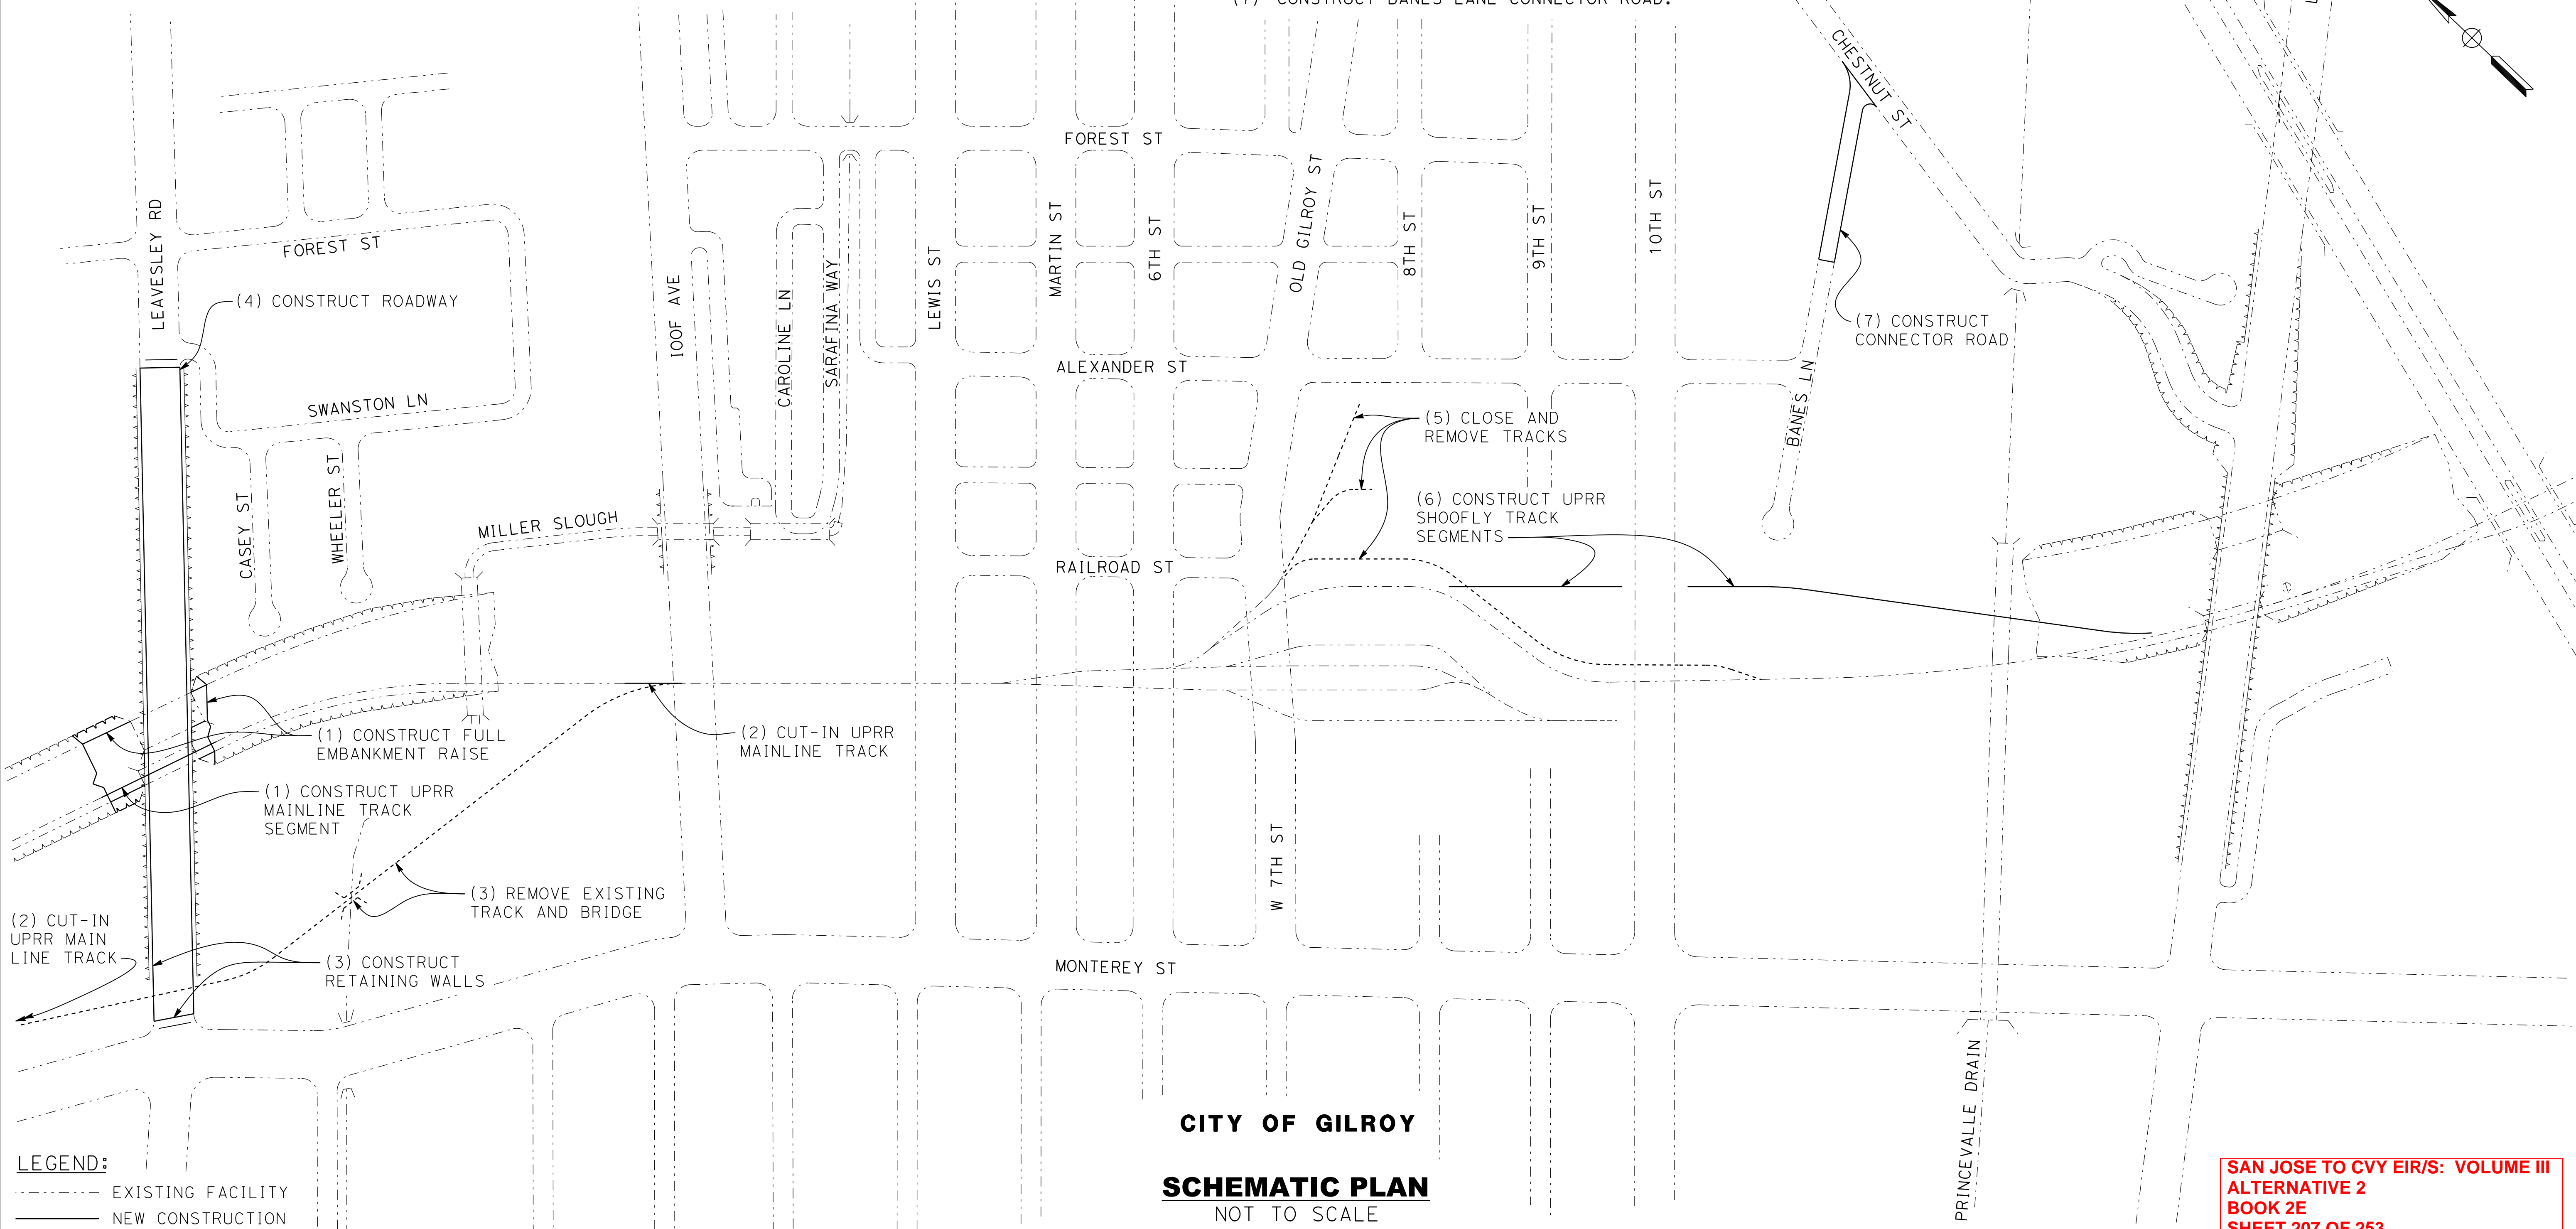 (7) CONSTRUCT BANES LANE CONNECTOR ROAD.
CHESTNUT ST
FOREST ST
LEAVESLEY RD
FOREST ST
(4) CONSTRUCT ROADWAY
SWANSTON LN
CASEY ST
WHEELER ST
MILLER SLOUGH
IOOF AVE
CAROLINE LN
SARAFINA WAY
LEWIS ST
MARTIN ST
6TH ST
OLD GILROY ST
8TH ST
9TH ST
10TH ST
(7) CONSTRUCT
CONNECTOR ROAD
ALEXANDER ST
BANES LN
(5) CLOSE AND
REMOVE TRACKS
(6) CONSTRUCT UPRR
SHOOFLY TRACK
SEGMENTS
RAILROAD ST
(1) CONSTRUCT FULL
EMBANKMENT RAISE
(2) CUT-IN UPRR
MAINLINE TRACK
(1) CONSTRUCT UPRR
MAINLINE TRACK
SEGMENT
(3) REMOVE EXISTING
TRACK AND BRIDGE
(2) CUT-IN
UPRR MAIN
LINE TRACK
(3) CONSTRUCT
RETAINING WALLS
W 7TH ST
MONTEREY ST
PRINCEVALLE DRAIN
CITY OF GILROY
SCHEMATIC PLAN
NOT TO SCALE
LEGEND:
EXISTING FACILITY
NEW CONSTRUCTION
SAN JOSE TO CVY EIR/S: VOLUME III
ALTERNATIVE 2
BOOK 2E
SHEET 207 OF 253